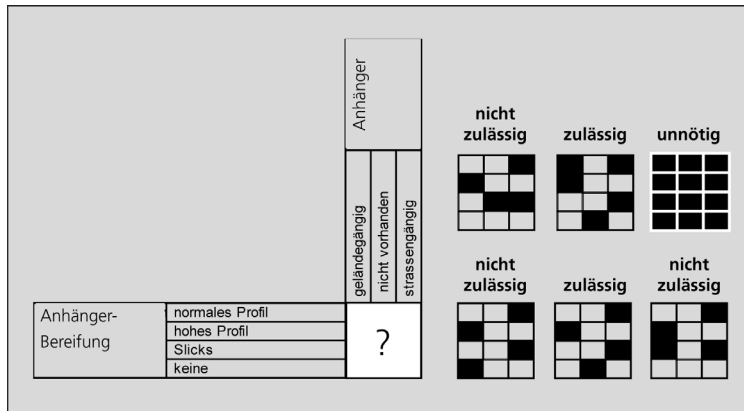 Anhänger
geländegängig
nicht vorhanden
strassengängig
Anhänger-
Bereifung
normales Profil
hohes Profil
Slicks
keine
?
nicht
zulässig
zulässig
unnötig
nicht
zulässig
zulässig
nicht
zulässig